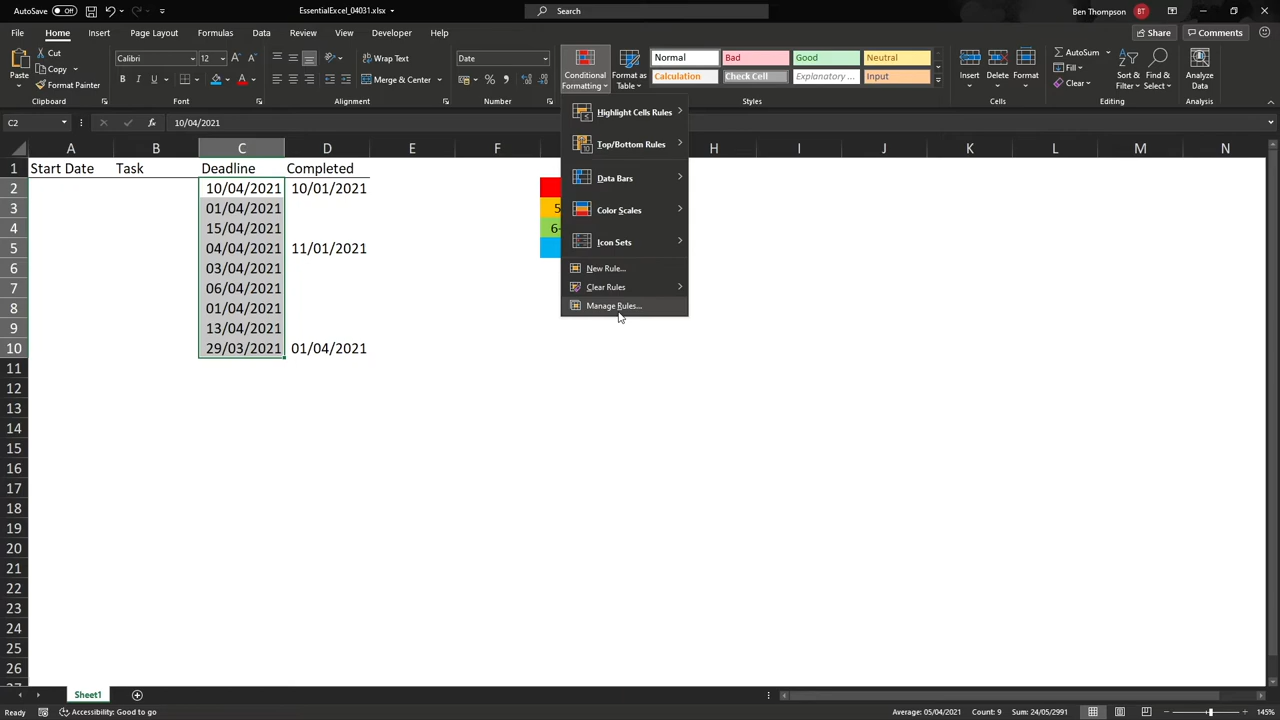 AutoSave Off EssentialExcel_04031.xlsx Search Ben Thompson BT
File Home Insert Draw Page Layout Formulas Data Review View Developer Help Share Comments
Paste Cut Copy Format Painter Clipboard
Calibri 12 B I U Font
Wrap Text Merge & Center Alignment
Date % Number
Conditional Formatting Format as Table Normal Bad Good Neutral Calculation Check Cell Explanatory ... Input Styles
Insert Delete Format Cells
AutoSum Fill Clear Sort & Filter Find & Select Editing
Analyze Data Analysis
C2 fx 10/04/2021
Highlight Cells Rules
Top/Bottom Rules
Data Bars
Color Scales
Icon Sets
New Rule...
Clear Rules
Manage Rules...
A B C D E F H I J K L M N
1 Start Date Task Deadline Completed
2 10/04/2021 10/01/2021
3 01/04/2021 5
4 15/04/2021 6-
5 04/04/2021 11/01/2021
6 03/04/2021
7 06/04/2021
8 01/04/2021
9 13/04/2021
10 29/03/2021 01/04/2021
11
12
13
14
15
16
17
18
19
20
21
22
23
24
25
26
Sheet1
Ready Accessibility: Good to go Average: 05/04/2021 Count: 9 Sum: 24/05/2991 145%